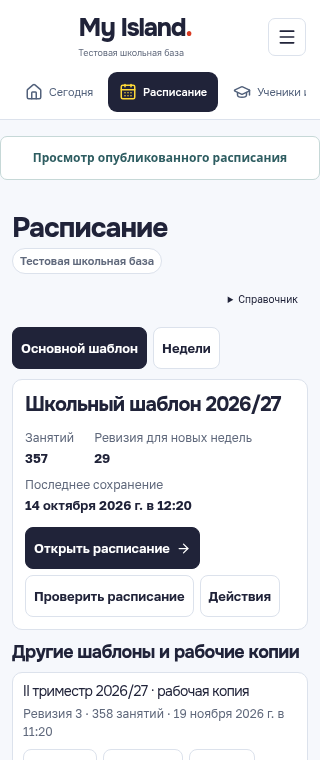 My Island.
Тестовая школьная база
Сегодня
Расписание
Ученики
Просмотр опубликованного расписания
Расписание
Тестовая школьная база
Справочник
Основной шаблон
Недели
Школьный шаблон 2026/27
Занятий
Ревизия для новых недель
357
29
Последнее сохранение
14 октября 2026 г. в 12:20
Открыть расписание →
Проверить расписание
Действия
Другие шаблоны и рабочие копии
II триместр 2026/27 · рабочая копия
Ревизия 3 · 358 занятий · 19 ноября 2026 г. в
11:20